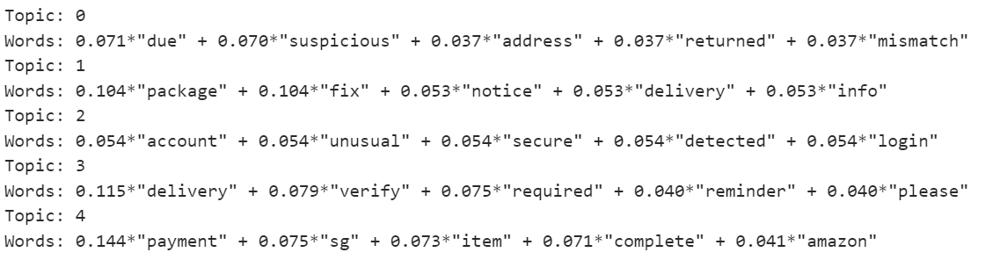 Topic: 0
Words: 0.071*"due" + 0.070*"suspicious" + 0.037*"address" + 0.037*"returned" + 0.037*"mismatch"
Topic: 1
Words: 0.104*"package" + 0.104*"fix" + 0.053*"notice" + 0.053*"delivery" + 0.053*"info"
Topic: 2
Words: 0.054*"account" + 0.054*"unusual" + 0.054*"secure" + 0.054*"detected" + 0.054*"login"
Topic: 3
Words: 0.115*"delivery" + 0.079*"verify" + 0.075*"required" + 0.040*"reminder" + 0.040*"please"
Topic: 4
Words: 0.144*"payment" + 0.075*"sg" + 0.073*"item" + 0.071*"complete" + 0.041*"amazon"